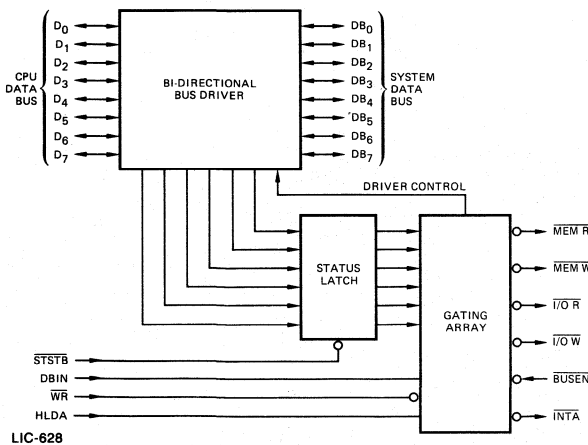 D0
D1
D2
D3
D4
D5
D6
D7
CPU
DATA
BUS
BI-DIRECTIONAL
BUS DRIVER
DB0
DB1
DB2
DB3
DB4
DB5
DB6
DB7
SYSTEM
DATA
BUS
DRIVER CONTROL
STATUS
LATCH
GATING
ARRAY
MEM R
MEM W
I/O R
I/O W
BUSEN
INTA
STSTB
DBIN
WR
HLDA
LIC-628